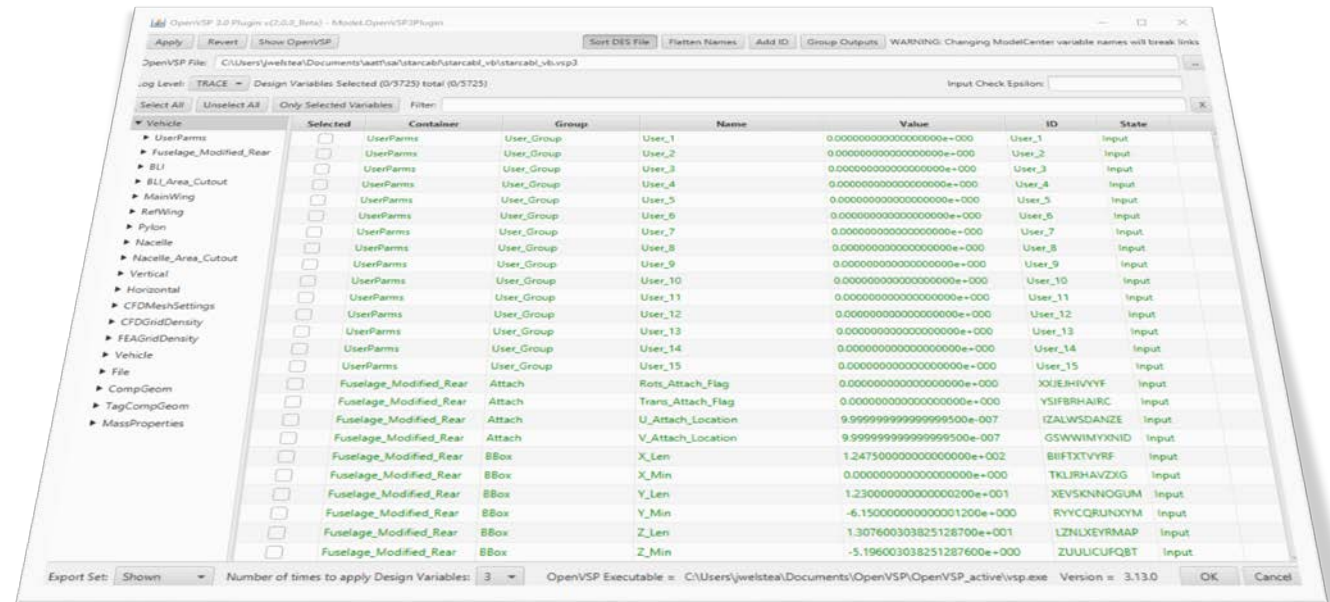 OpenVSP 3.0 Plugin v(2.0.0_Beta) - Model.OpenVSP3Plugin
Apply Revert Show OpenVSP Sort DES File Flatten Names Add ID Group Outputs WARNING: Changing ModelCenter variable names will break links
OpenVSP File: C:\Users\jwelstea\Documents\aatt\sai\starcabl\starcabl_vb\starcabl_vb.vsp3 ...
Log Level: TRACE Design Variables Selected (0/5725) total (0/5725) Input Check Epsilon:
Select All Unselect All Only Selected Variables Filter: X
Vehicle Selected Container Group Name Value ID State
UserParms UserParms User_Group User_1 0.000000000000000000e+000 User_1 Input
Fuselage_Modified_Rear UserParms User_Group User_2 0.000000000000000000e+000 User_2 Input
BLI UserParms User_Group User_3 0.000000000000000000e+000 User_3 Input
BLI_Area_Cutout UserParms User_Group User_4 0.000000000000000000e+000 User_4 Input
MainWing UserParms User_Group User_5 0.000000000000000000e+000 User_5 Input
RefWing UserParms User_Group User_6 0.000000000000000000e+000 User_6 Input
Pylon UserParms User_Group User_7 0.000000000000000000e+000 User_7 Input
Nacelle UserParms User_Group User_8 0.000000000000000000e+000 User_8 Input
Nacelle_Area_Cutout UserParms User_Group User_9 0.000000000000000000e+000 User_9 Input
Vertical UserParms User_Group User_10 0.000000000000000000e+000 User_10 Input
Horizontal UserParms User_Group User_11 0.000000000000000000e+000 User_11 Input
CFDMeshSettings UserParms User_Group User_12 0.000000000000000000e+000 User_12 Input
CFDGridDensity UserParms User_Group User_13 0.000000000000000000e+000 User_13 Input
FEAGridDensity UserParms User_Group User_14 0.000000000000000000e+000 User_14 Input
Vehicle UserParms User_Group User_15 0.000000000000000000e+000 User_15 Input
File Fuselage_Modified_Rear Attach Rots_Attach_Flag 0.000000000000000000e+000 XXJEJHIVYYF Input
CompGeom Fuselage_Modified_Rear Attach Trans_Attach_Flag 0.000000000000000000e+000 YSIFBRHAIRC Input
TagCompGeom Fuselage_Modified_Rear Attach U_Attach_Location 9.999999999999999500e-007 IZALWSDANZE Input
MassProperties Fuselage_Modified_Rear Attach V_Attach_Location 9.999999999999999500e-007 GSWWIMYXNID Input
Fuselage_Modified_Rear BBox X_Len 1.247500000000000000e+002 BIIFTXTVYRF Input
Fuselage_Modified_Rear BBox X_Min 0.000000000000000000e+000 TKLJRHAVZXG Input
Fuselage_Modified_Rear BBox Y_Len 1.230000000000000200e+001 XEVSKNNOGUM Input
Fuselage_Modified_Rear BBox Y_Min -6.150000000000001200e+000 RYYCQRUNXYM Input
Fuselage_Modified_Rear BBox Z_Len 1.307600303825128700e+001 LZNLXEYRMAP Input
Fuselage_Modified_Rear BBox Z_Min -5.196003038251287600e+000 ZUULICUFQBT Input
Export Set: Shown Number of times to apply Design Variables: 3 OpenVSP Executable = C:\Users\jwelstea\Documents\OpenVSP\OpenVSP_active\vsp.exe Version = 3.13.0 OK Cancel